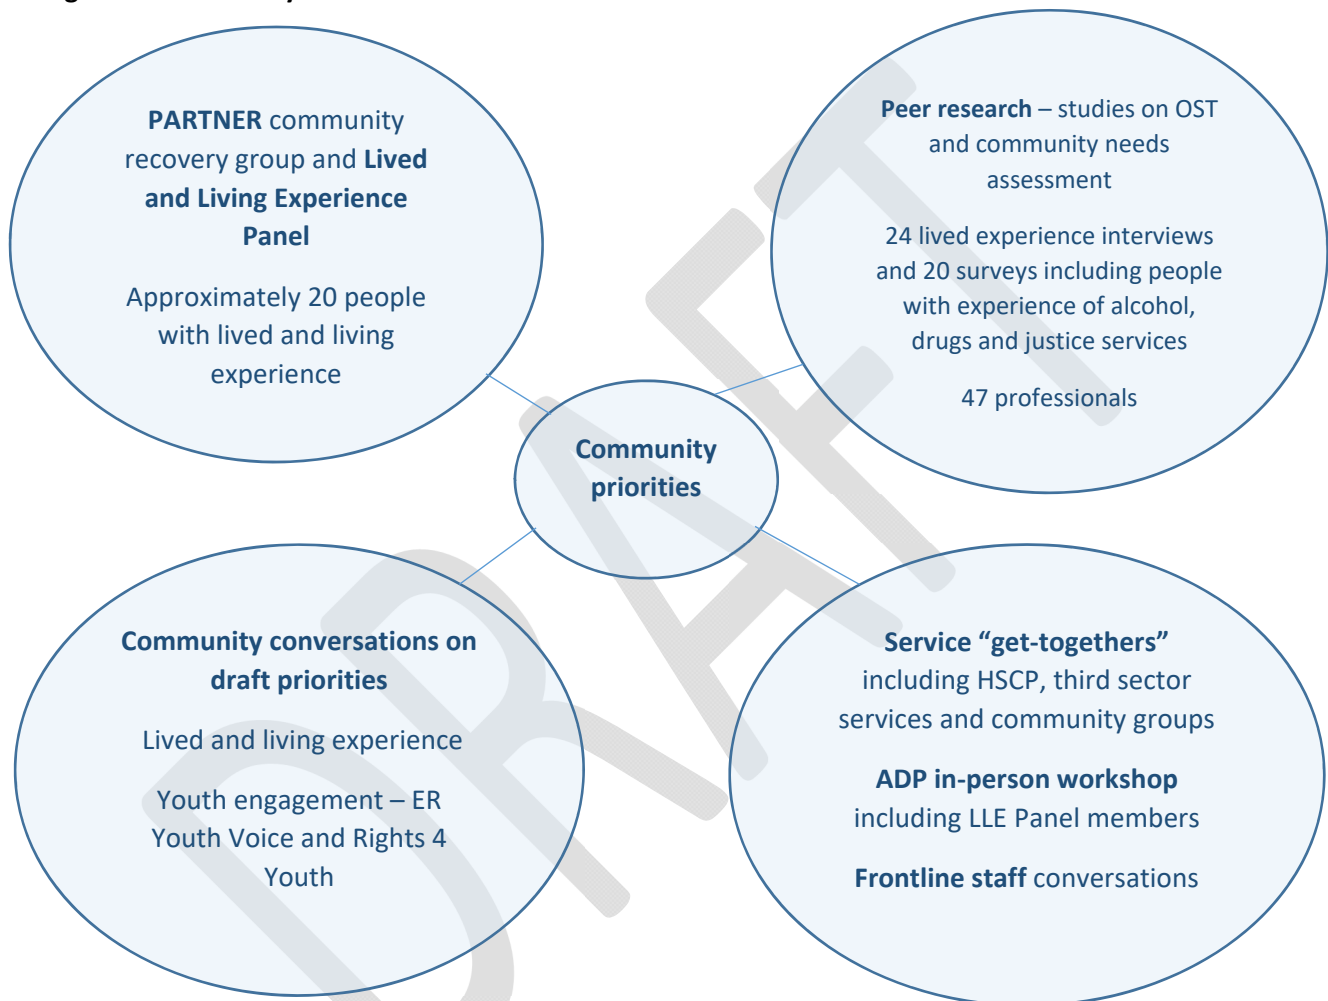 PARTNER community
recovery group and Lived
and Living Experience
Panel
Approximately 20 people
with lived and living
experience
Peer research – studies on OST
and community needs
assessment
24 lived experience interviews
and 20 surveys including people
with experience of alcohol,
drugs and justice services
47 professionals
Community
priorities
Community conversations on
draft priorities
Lived and living experience
Youth engagement – ER
Youth Voice and Rights 4
Youth
Service “get-togethers”
including HSCP, third sector
services and community groups
ADP in-person workshop
including LLE Panel members
Frontline staff conversations
DRAFT